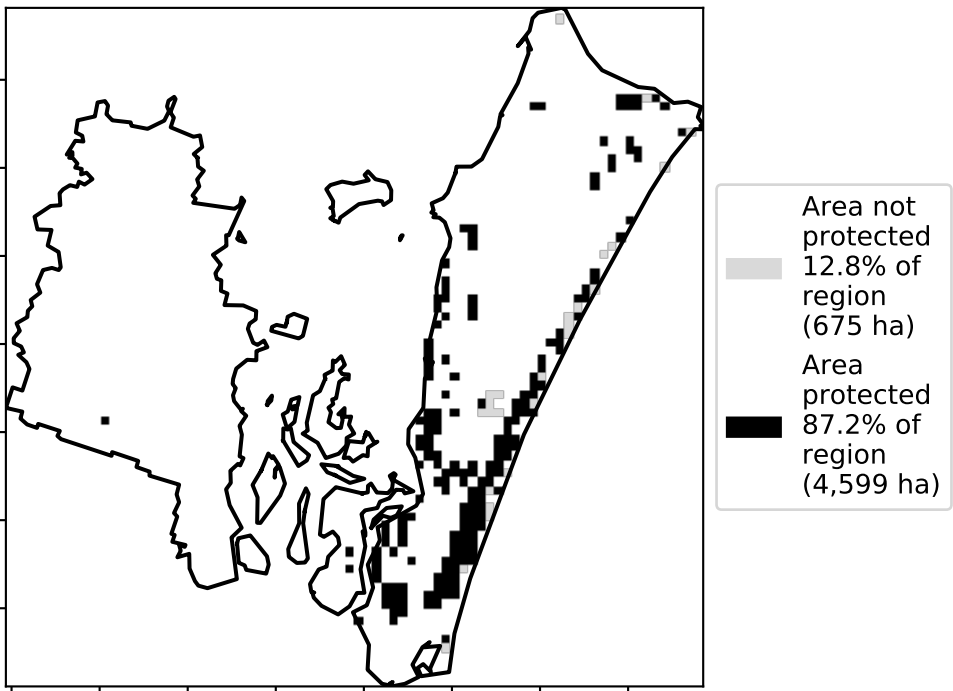 Area not
protected
12.8% of
region
(675 ha)
Area
protected
87.2% of
region
(4,599 ha)